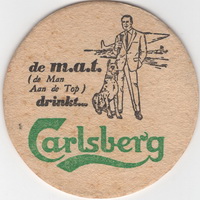 de m.a.t.
(de Man
Aan de Top)
drinkt...
Carlsberg